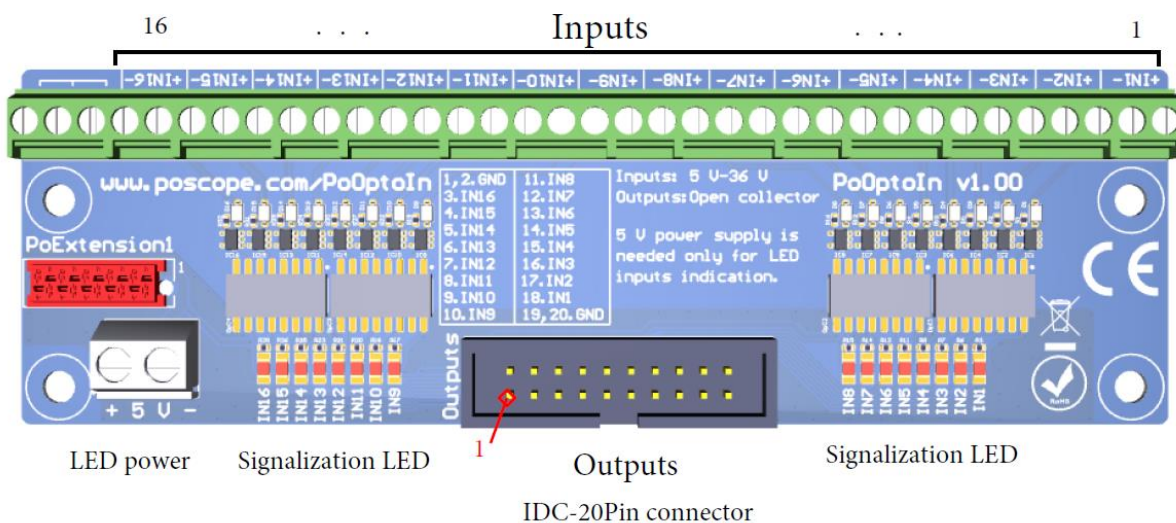 16 . . . Inputs . . . 1
-IN16+ -IN15+ -IN14+ -IN13+ -IN12+ -IN11+ -IN10+ -IN9+ -IN8+ -IN7+ -IN6+ -IN5+ -IN4+ -IN3+ -IN2+ -IN1+
www.poscope.com/PoOptoIn
1,2.GND 11.IN8
3.IN16 12.IN7
4.IN15 13.IN6
5.IN14 14.IN5
6.IN13 15.IN4
7.IN12 16.IN3
8.IN11 17.IN2
9.IN10 18.IN1
10.IN9 19,20.GND
Inputs: 5 V-36 V
Outputs:Open collector
5 V power supply is
needed only for LED
inputs indication.
PoOptoIn v1.00
PoExtension1
1
CE
RoHS
+ 5 V -
IN16 IN15 IN14 IN13 IN12 IN11 IN10 IN9
Outputs
IN8 IN7 IN6 IN5 IN4 IN3 IN2 IN1
1
LED power
Signalization LED
Outputs
Signalization LED
IDC-20Pin connector